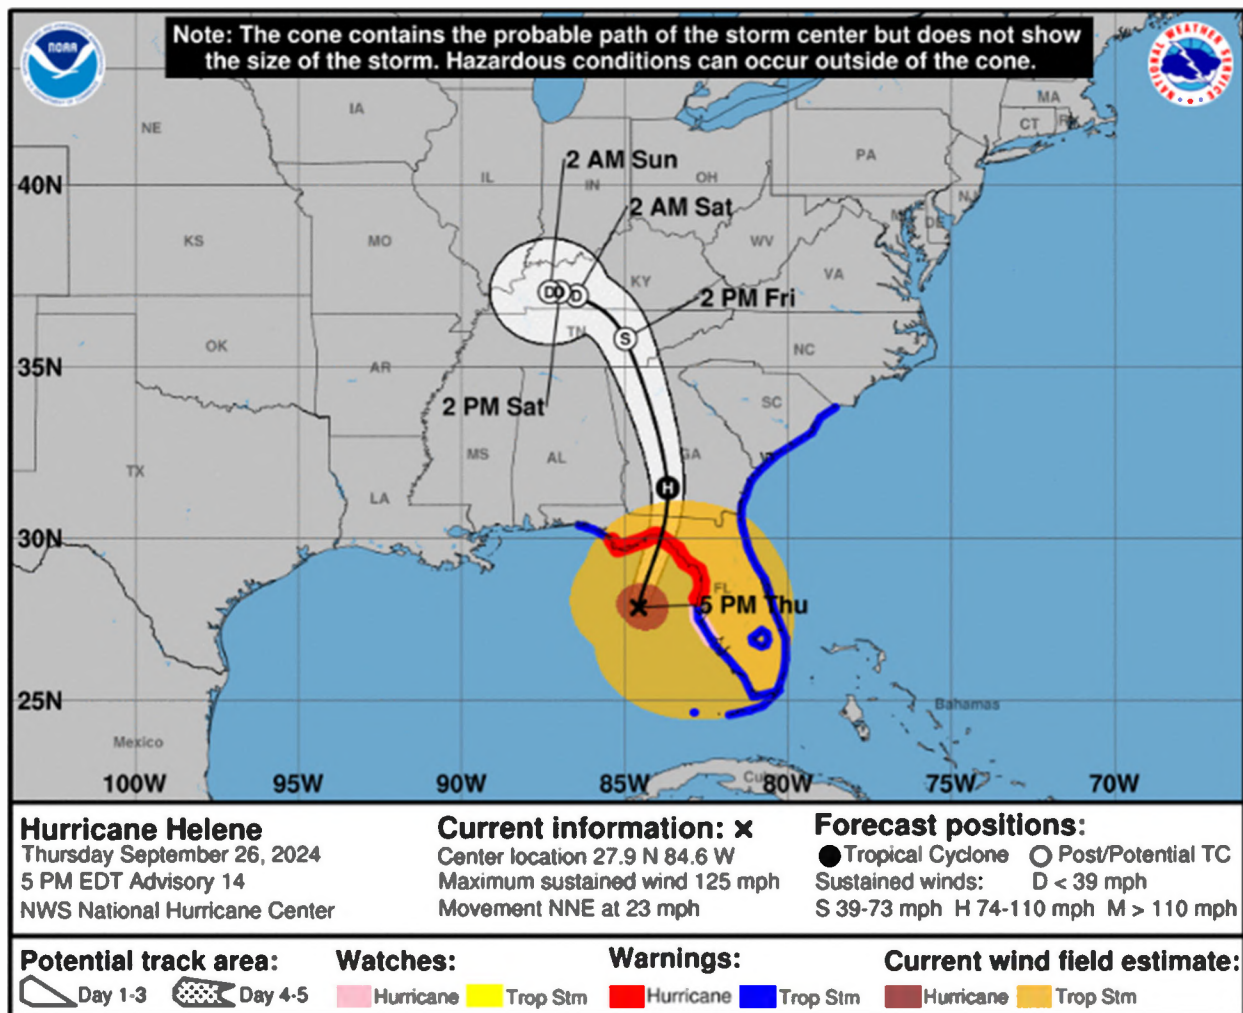 Note: The cone contains the probable path of the storm center but does not show
the size of the storm. Hazardous conditions can occur outside of the cone.
NOAA
NATIONAL WEATHER SERVICE
MA
CT
IA
NE
PA
2 AM Sun
IL
IN
OH
40N
NJ
2 AM Sat
DE
KS
MO
WV
VA
KY
D D D
2 PM Fri
TN
S
OK
NC
35N
AR
2 PM Sat
SC
MS
AL
GA
TX
LA
H
30N
FL
5 PM Thu
25N
Bahamas
Mexico
100W 95W 90W 85W 80W 75W 70W
Hurricane Helene
Thursday September 26, 2024
5 PM EDT Advisory 14
NWS National Hurricane Center
Current information: x
Center location 27.9 N 84.6 W
Maximum sustained wind 125 mph
Movement NNE at 23 mph
Forecast positions:
Tropical Cyclone Post/Potential TC
Sustained winds: D < 39 mph
S 39-73 mph H 74-110 mph M > 110 mph
Potential track area:
Day 1-3 Day 4-5
Watches:
Hurricane Trop Stm
Warnings:
Hurricane Trop Stm
Current wind field estimate:
Hurricane Trop Stm